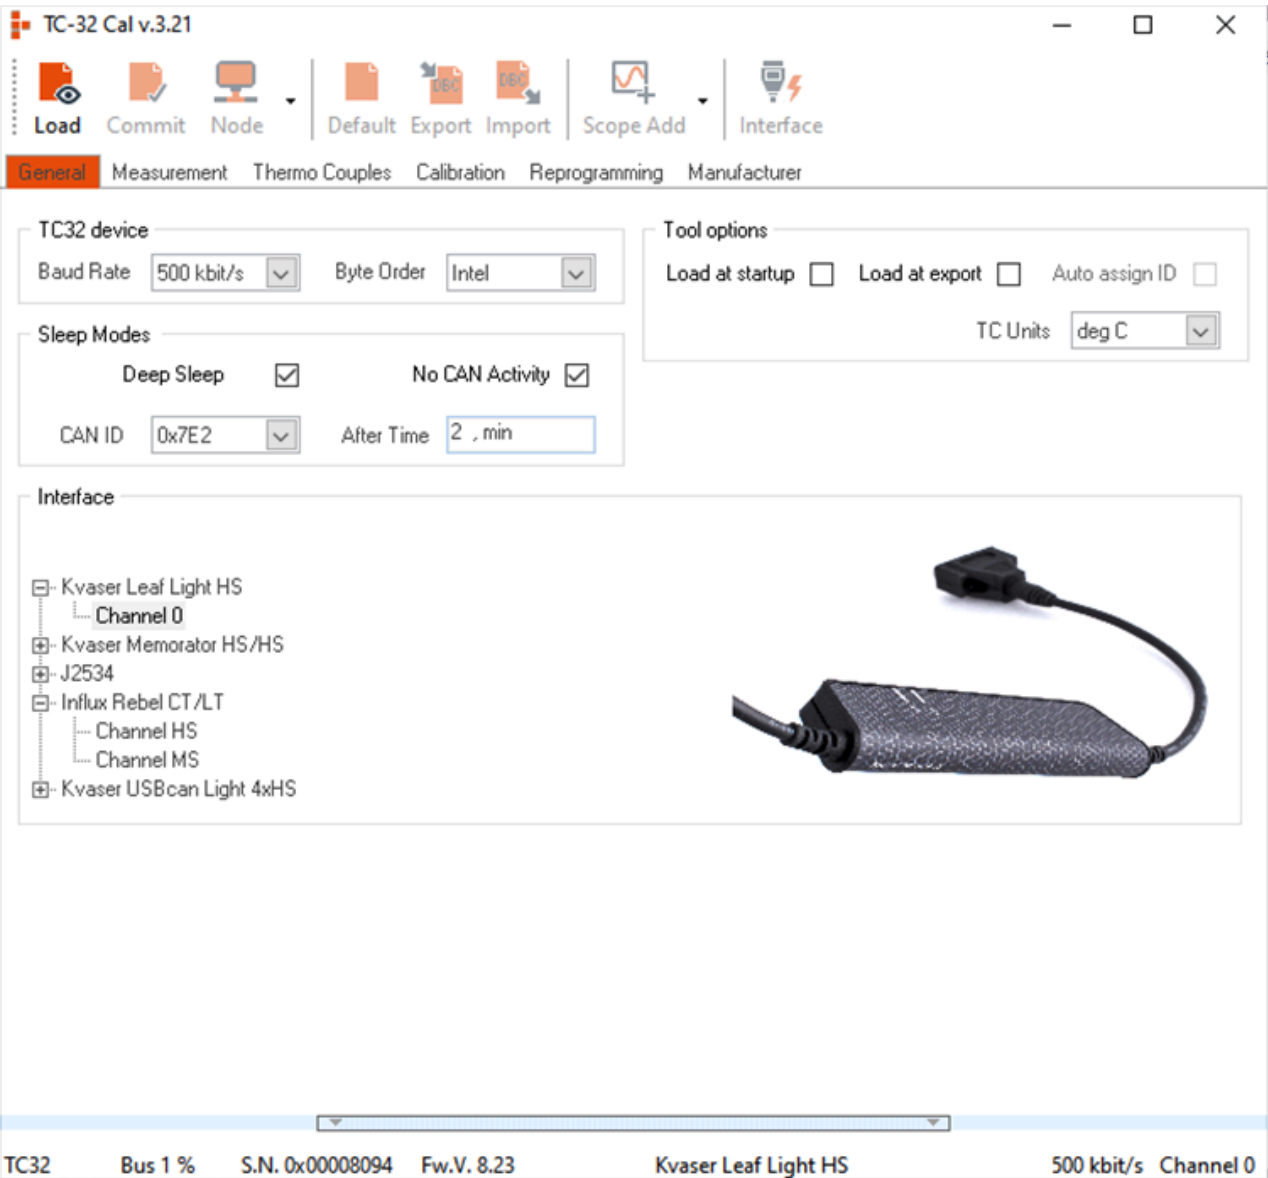 TC-32 Cal v.3.21
Load Commit Node Default Export Import Scope Add Interface
DBC DBC
General Measurement Thermo Couples Calibration Reprogramming Manufacturer
TC32 device
Baud Rate 500 kbit/s Byte Order Intel
Tool options
Load at startup Load at export Auto assign ID
TC Units deg C
Sleep Modes
Deep Sleep No CAN Activity
CAN ID 0x7E2 After Time 2 , min
Interface
Kvaser Leaf Light HS
Channel 0
Kvaser Memorator HS/HS
J2534
Influx Rebel CT/LT
Channel HS
Channel MS
Kvaser USBcan Light 4xHS
TC32 Bus 1 % S.N. 0x00008094 Fw.V. 8.23 Kvaser Leaf Light HS 500 kbit/s Channel 0